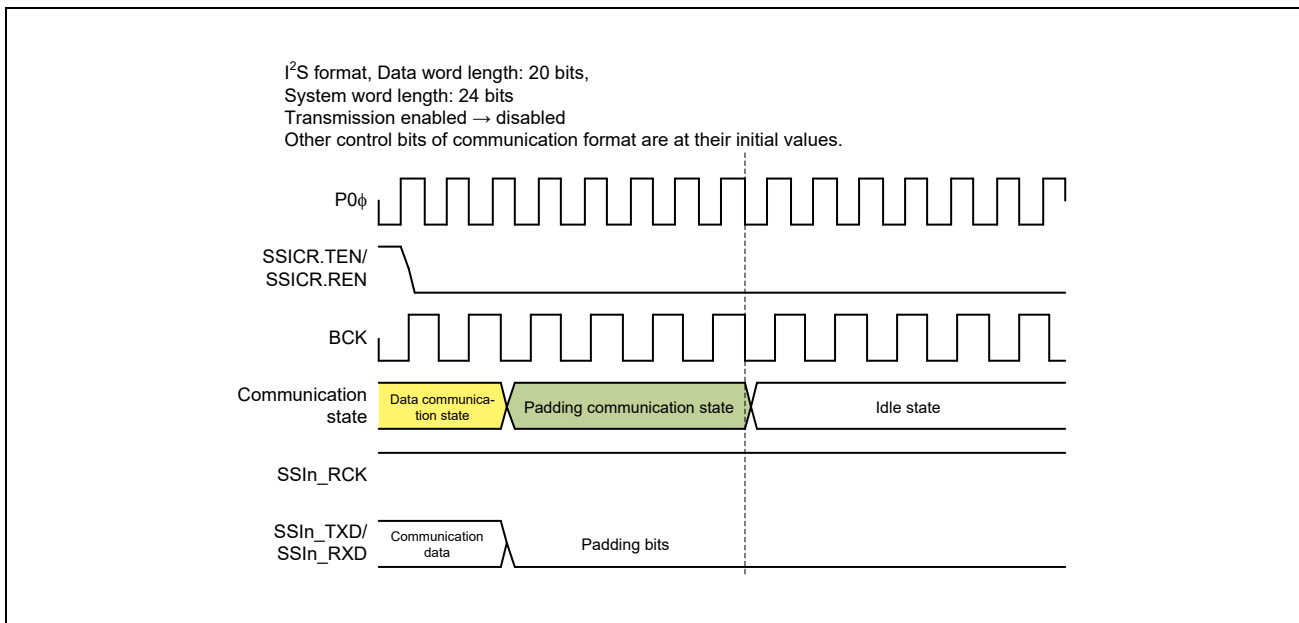 I²S format, Data word length: 20 bits,
System word length: 24 bits
Transmission enabled → disabled
Other control bits of communication format are at their initial values.
P0ϕ
SSICR.TEN/
SSICR.REN
BCK
Communication
state
Data communica-
tion state
Padding communication state
Idle state
SSIn_RCK
SSIn_TXD/
SSIn_RXD
Communication
data
Padding bits